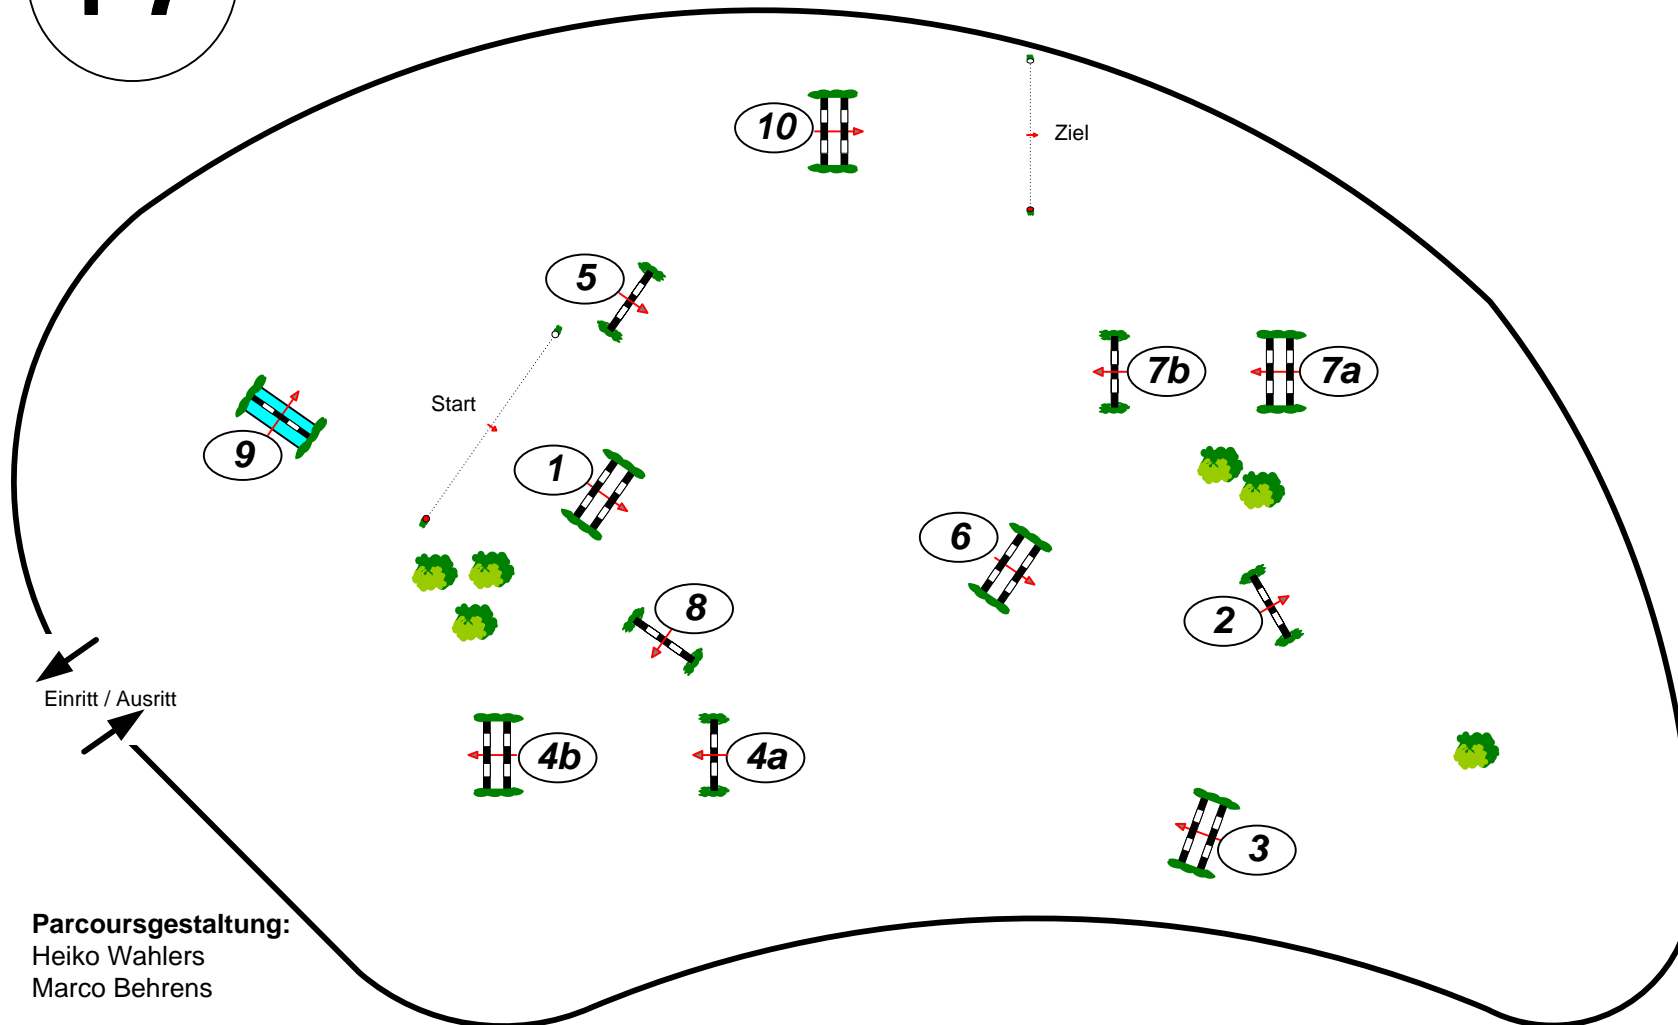 10
Ziel
5
7b
7a
Start
9
1
6
8
2
Einritt / Ausritt
4b
4a
3
Parcoursgestaltung:
Heiko Wahlers
Marco Behrens